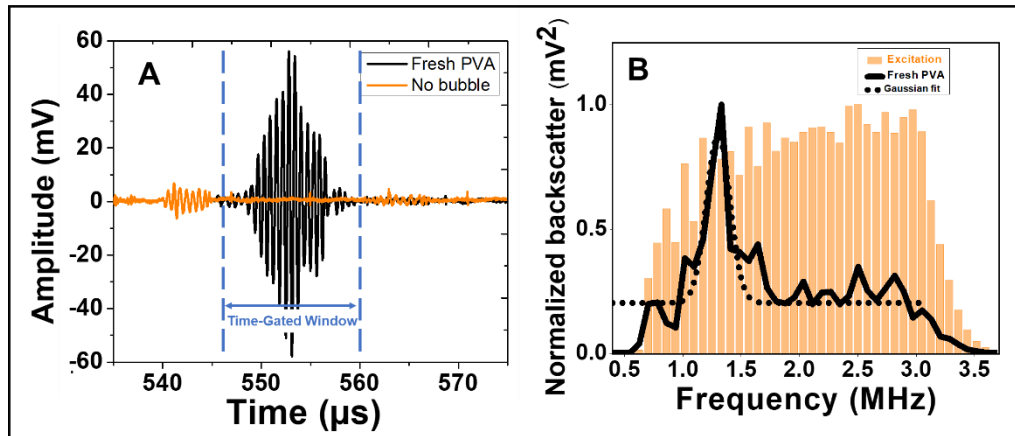 A
Fresh PVA
No bubble
60
40
20
0
-20
-40
-60
Amplitude (mV)
Time-Gated Window
540
550
560
570
Time (μs)
B
Excitation
Fresh PVA
Gaussian fit
Normalized backscatter (mV²)
1.0
0.5
0.0
0.5
1.0
1.5
2.0
2.5
3.0
3.5
Frequency (MHz)